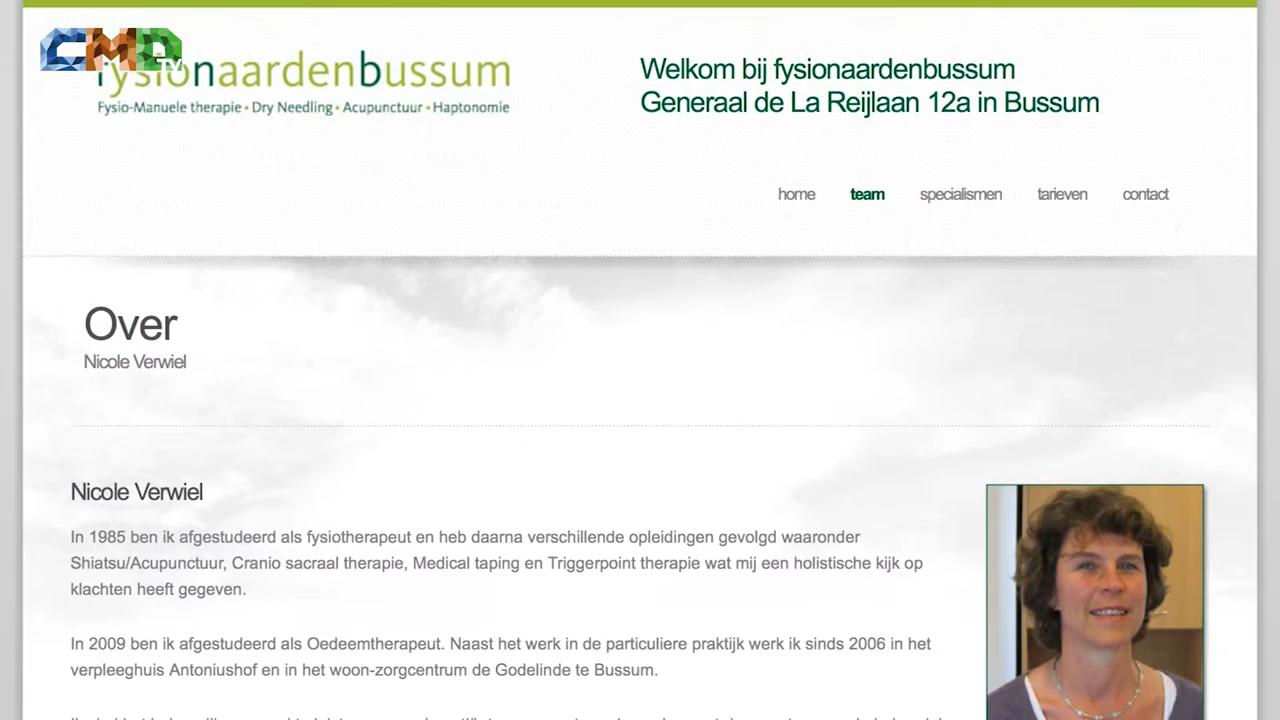 CMD
TV
fysionaardenbussum
Fysio-Manuele therapie • Dry Needling • Acupunctuur • Haptonomie
Welkom bij fysionaardenbussum
Generaal de La Reijlaan 12a in Bussum
home team specialismen tarieven contact
Over
Nicole Verwiel
Nicole Verwiel
In 1985 ben ik afgestudeerd als fysiotherapeut en heb daarna verschillende opleidingen gevolgd waaronder
Shiatsu/Acupunctuur, Cranio sacraal therapie, Medical taping en Triggerpoint therapie wat mij een holistische kijk op
klachten heeft gegeven.
In 2009 ben ik afgestudeerd als Oedeemtherapeut. Naast het werk in de particuliere praktijk werk ik sinds 2006 in het
verpleeghuis Antoniushof en in het woon-zorgcentrum de Godelinde te Bussum.